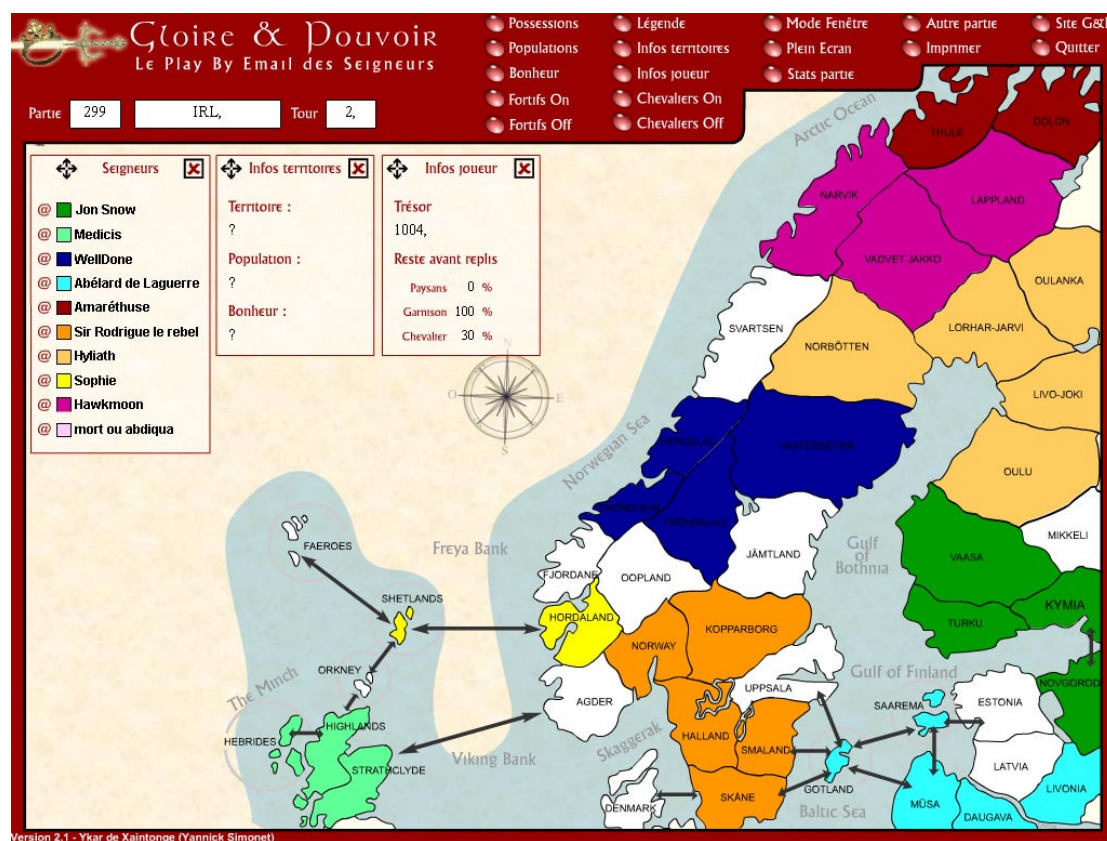 Gloire & Pouvoir
Le Play By Email des Seigneurs
Partie 299 IRL, Tour 2,
Possessions
Populations
Bonheur
Fortifs On
Fortifs Off
Légende
Infos territoires
Infos joueur
Chevaliers On
Chevaliers Off
Mode Fenêtre
Plein Ecran
Stats partie
Autre partie
Imprimer
Site G&
Quitter
Seigneurs
@ Jon Snow
@ Medicis
@ WellDone
@ Abélard de Laguerre
@ Amaréthuse
@ Sir Rodrigue le rebel
@ Hyliath
@ Sophie
@ Hawkmoon
@ mort ou abdiqua
Infos territoires
Territoire :
?
Population :
?
Bonheur :
?
Infos joueur
Trésor
1004,
Reste avant replis
Paysans 0 %
Garnison 100 %
Chevalier 30 %
N
O
E
S
Arctic Ocean
THULE
DOLON
NARVIK
LAPPLAND
VADVET JAKKO
OULANKA
SVARTSEN
NORBÖTTEN
LORHAR-JARVI
LIVO-JOKI
Norwegian Sea
OULU
MIKKELI
Freya Bank
FJORDANE
OOPLAND
JÄMTLAND
Gulf
of
Bothnia
VAASA
FAEROES
SHETLANDS
HORDALAND
NORWAY
KOPPARBORG
TURKU
KYMIA
ORKNEY
The Minch
AGDER
UPPSALA
Gulf of Finland
NOVGOROD
SAAREMA
ESTONIA
HIGHLANDS
HEBRIDES
STRATHCLYDE
Viking Bank
Skaggerak
HALLAND
SMALAND
GOTLAND
LATVIA
LIVONIA
DENMARK
SKÅNE
Baltic Sea
MÜSA
DAUGAVA
Version 2.1 - Ykar de Xaintonge (Yannick Simonet)